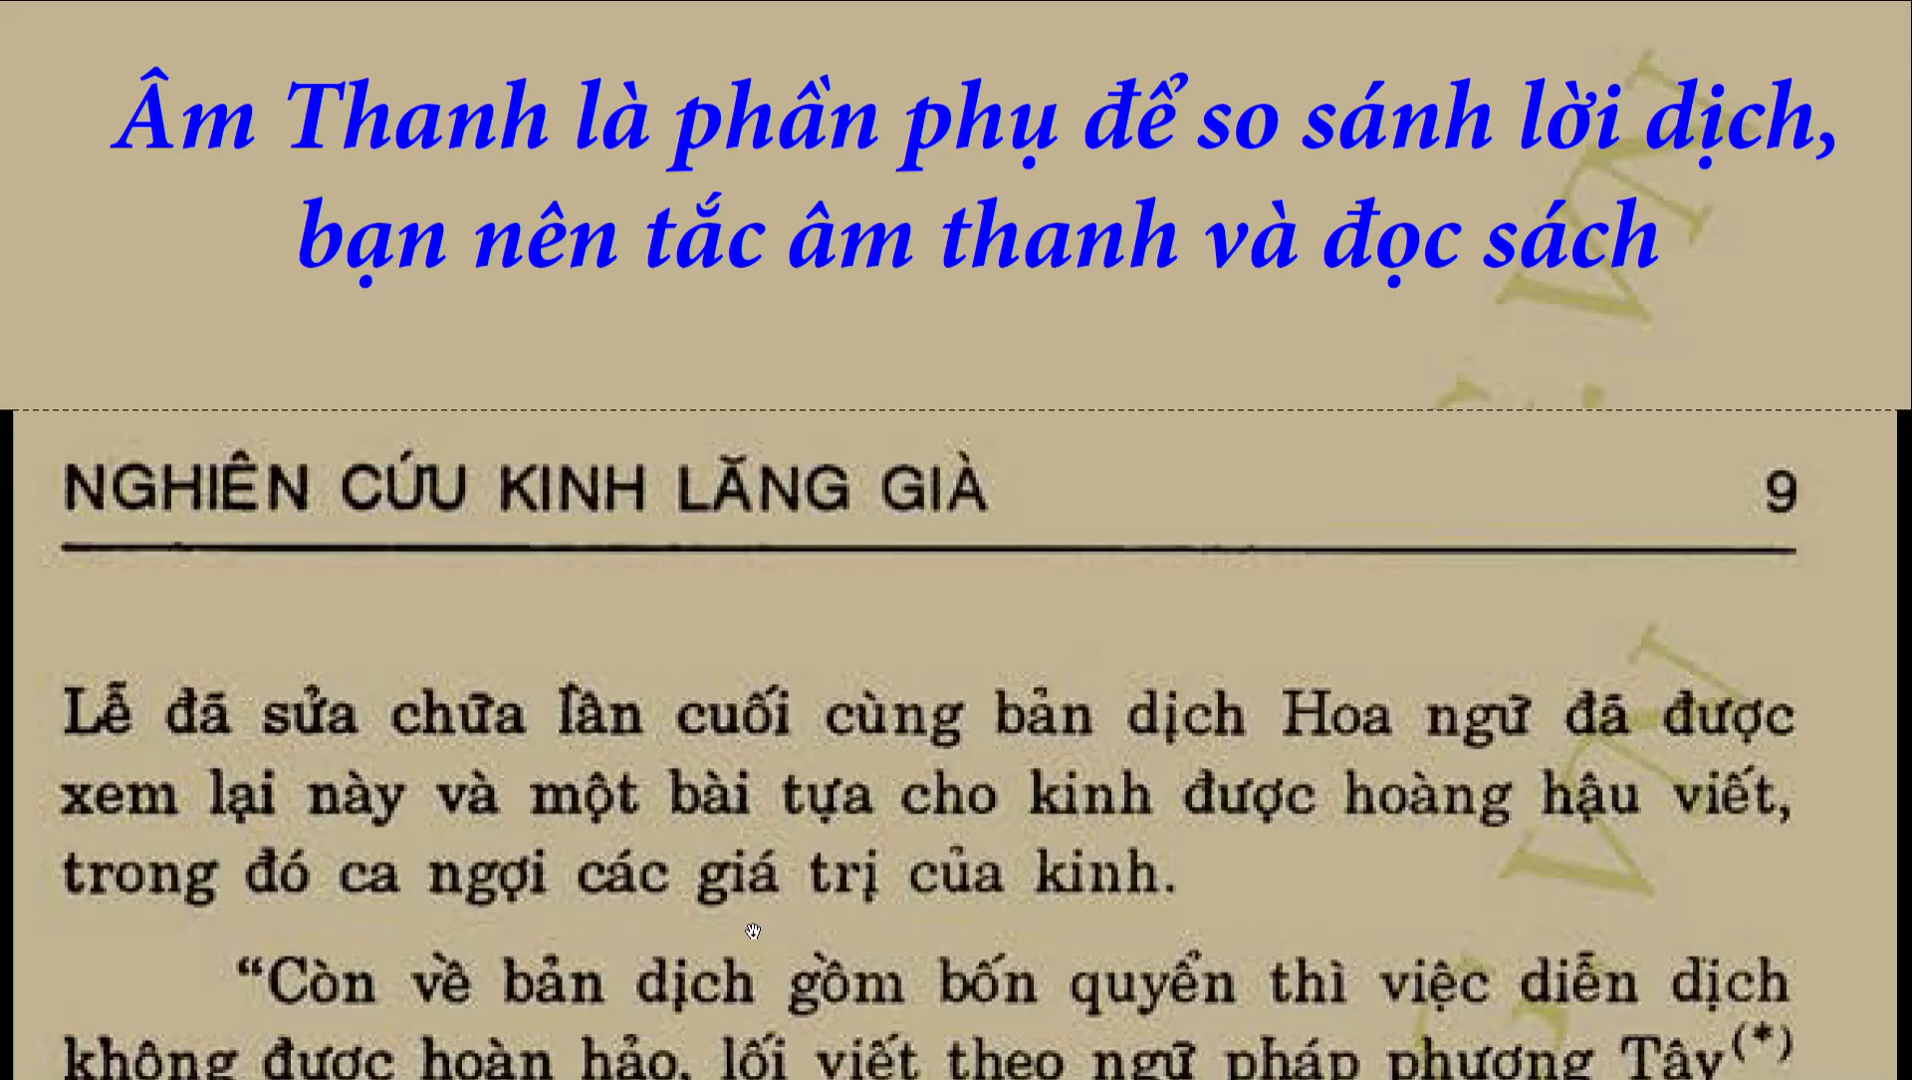 Âm Thanh là phần phụ để so sánh lời dịch,
bạn nên tắc âm thanh và đọc sách
NGHIÊN CỨU KINH LĂNG GIÀ 9
Lễ đã sửa chữa lần cuối cùng bản dịch Hoa ngữ đã được
xem lại này và một bài tựa cho kinh được hoàng hậu viết,
trong đó ca ngợi các giá trị của kinh.
“Còn về bản dịch gồm bốn quyển thì việc diễn dịch
không được hoàn hảo, lối viết theo ngữ pháp phương Tây(*)